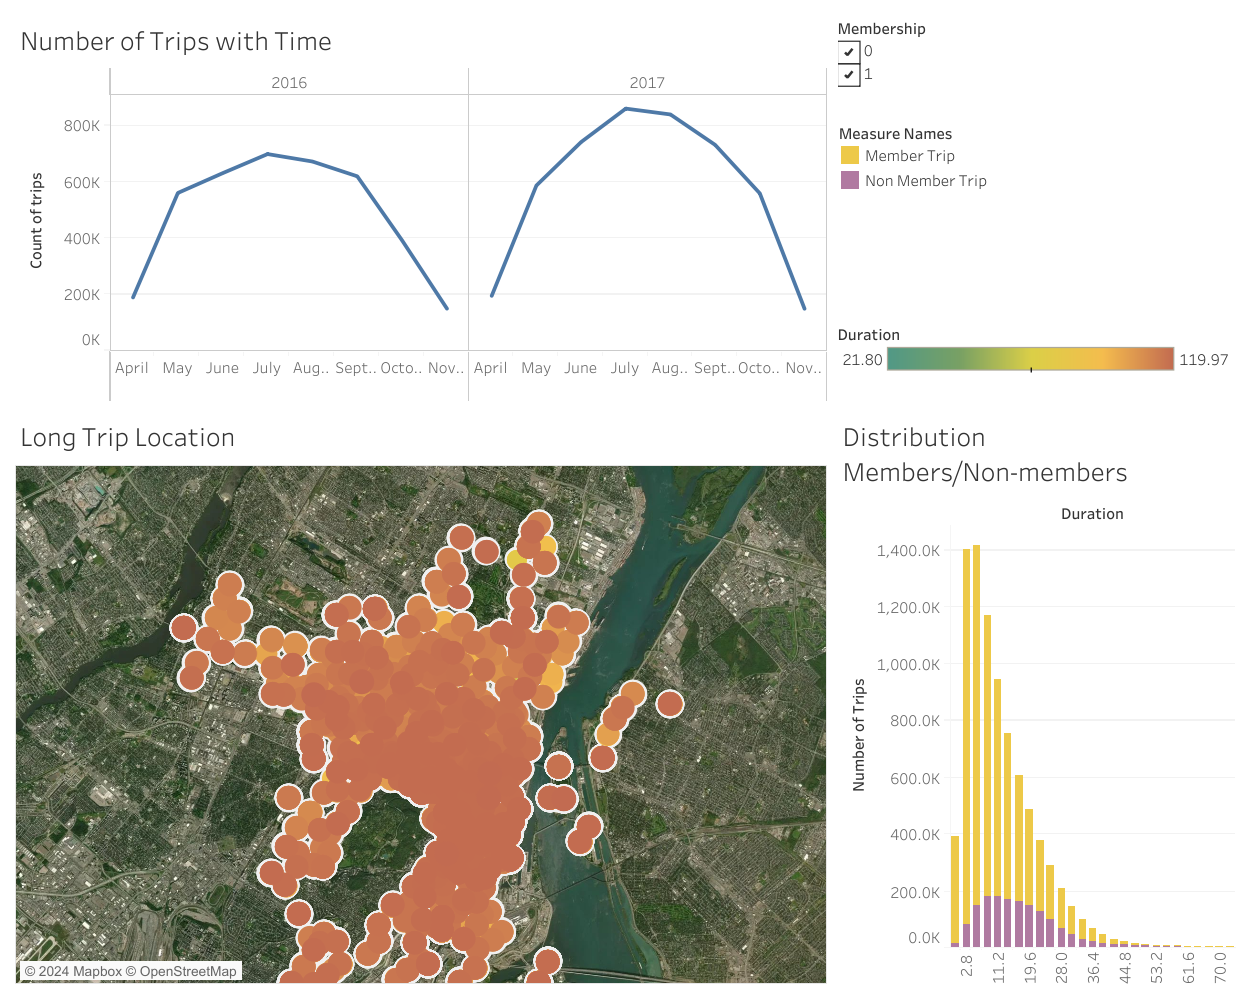 Number of Trips with Time
2016
2017
800K
600K
400K
200K
0K
Count of trips
April May June July Aug.. Sept.. Octo.. Nov.. April May June July Aug.. Sept.. Octo.. Nov..
Membership
0
1
Measure Names
Member Trip
Non Member Trip
Duration
21.80 119.97
Long Trip Location
© 2024 Mapbox © OpenStreetMap
Distribution
Members/Non-members
Duration
1,400.0K
1,200.0K
1,000.0K
800.0K
600.0K
400.0K
200.0K
0.0K
Number of Trips
2.8 11.2 19.6 28.0 36.4 44.8 53.2 61.6 70.0